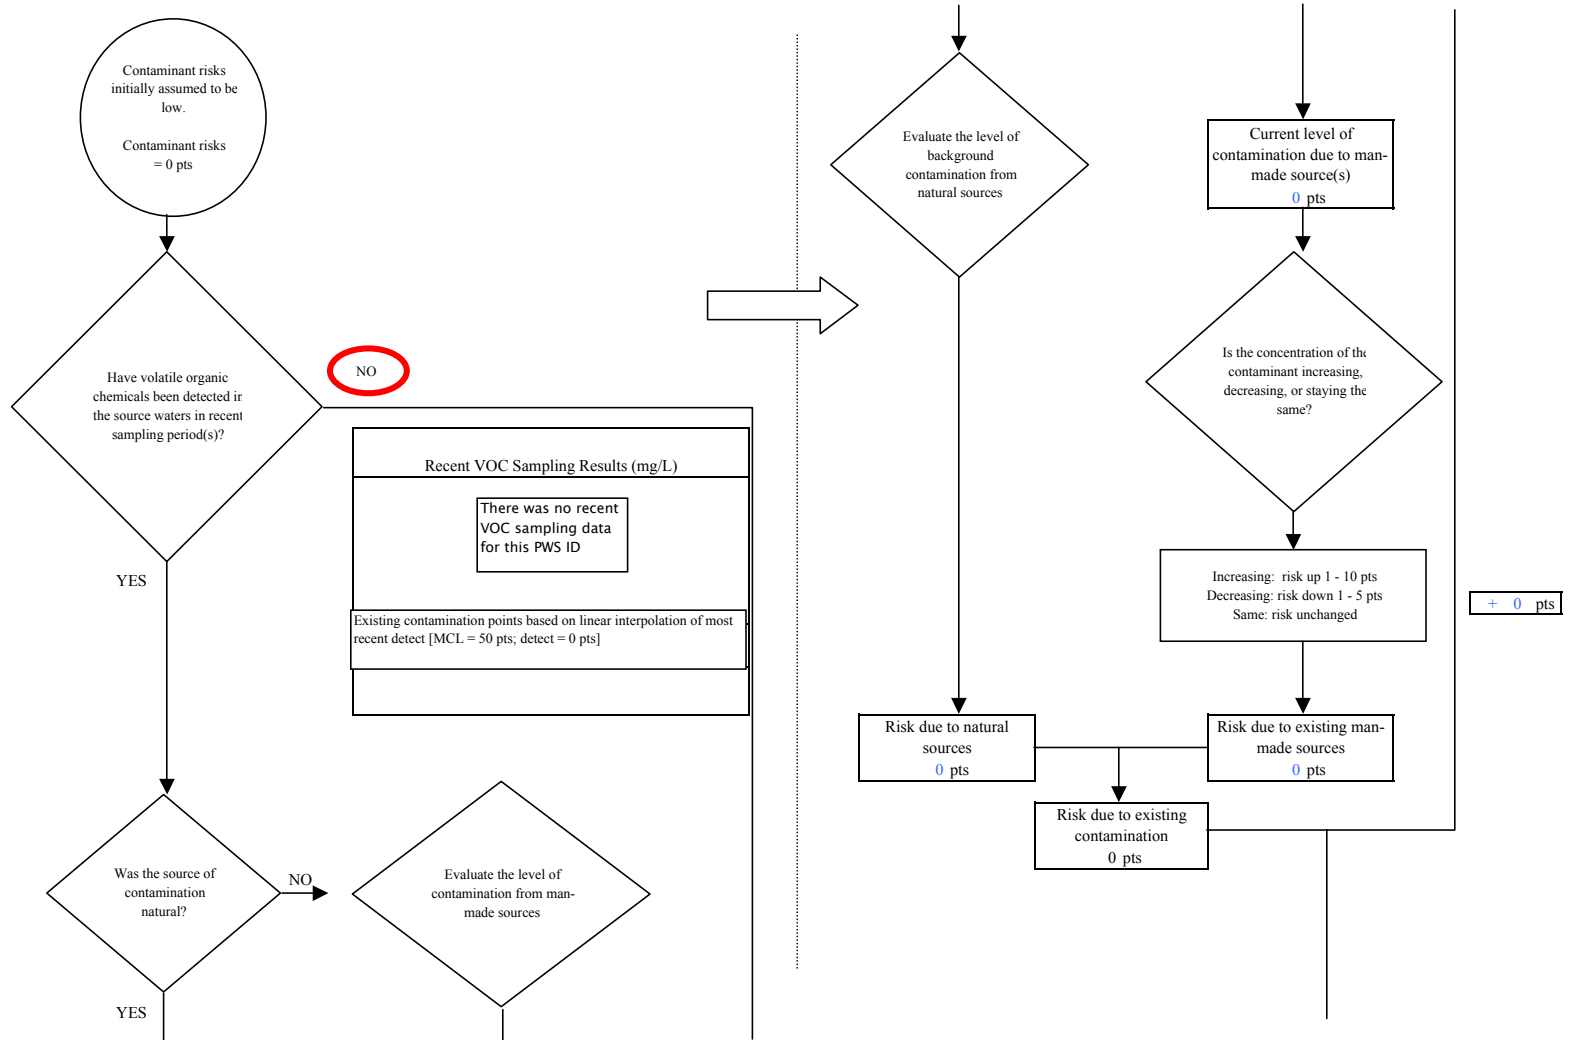 Contaminant risks
initially assumed to be
low.
Contaminant risks
= 0 pts
Have volatile organic
chemicals been detected in
the source waters in recent
sampling period(s)?
NO
YES
Recent VOC Sampling Results (mg/L)
There was no recent
VOC sampling data
for this PWS ID
Existing contamination points based on linear interpolation of most
recent detect [MCL = 50 pts; detect = 0 pts]
Was the source of
contamination
natural?
NO
YES
Evaluate the level of
contamination from man-
made sources
Evaluate the level of
background
contamination from
natural sources
Current level of
contamination due to man-
made source(s)
0 pts
Is the concentration of the
contaminant increasing,
decreasing, or staying the
same?
Increasing: risk up 1 - 10 pts
Decreasing: risk down 1 - 5 pts
Same: risk unchanged
+ 0 pts
Risk due to natural
sources
0 pts
Risk due to existing man-
made sources
0 pts
Risk due to existing
contamination
0 pts